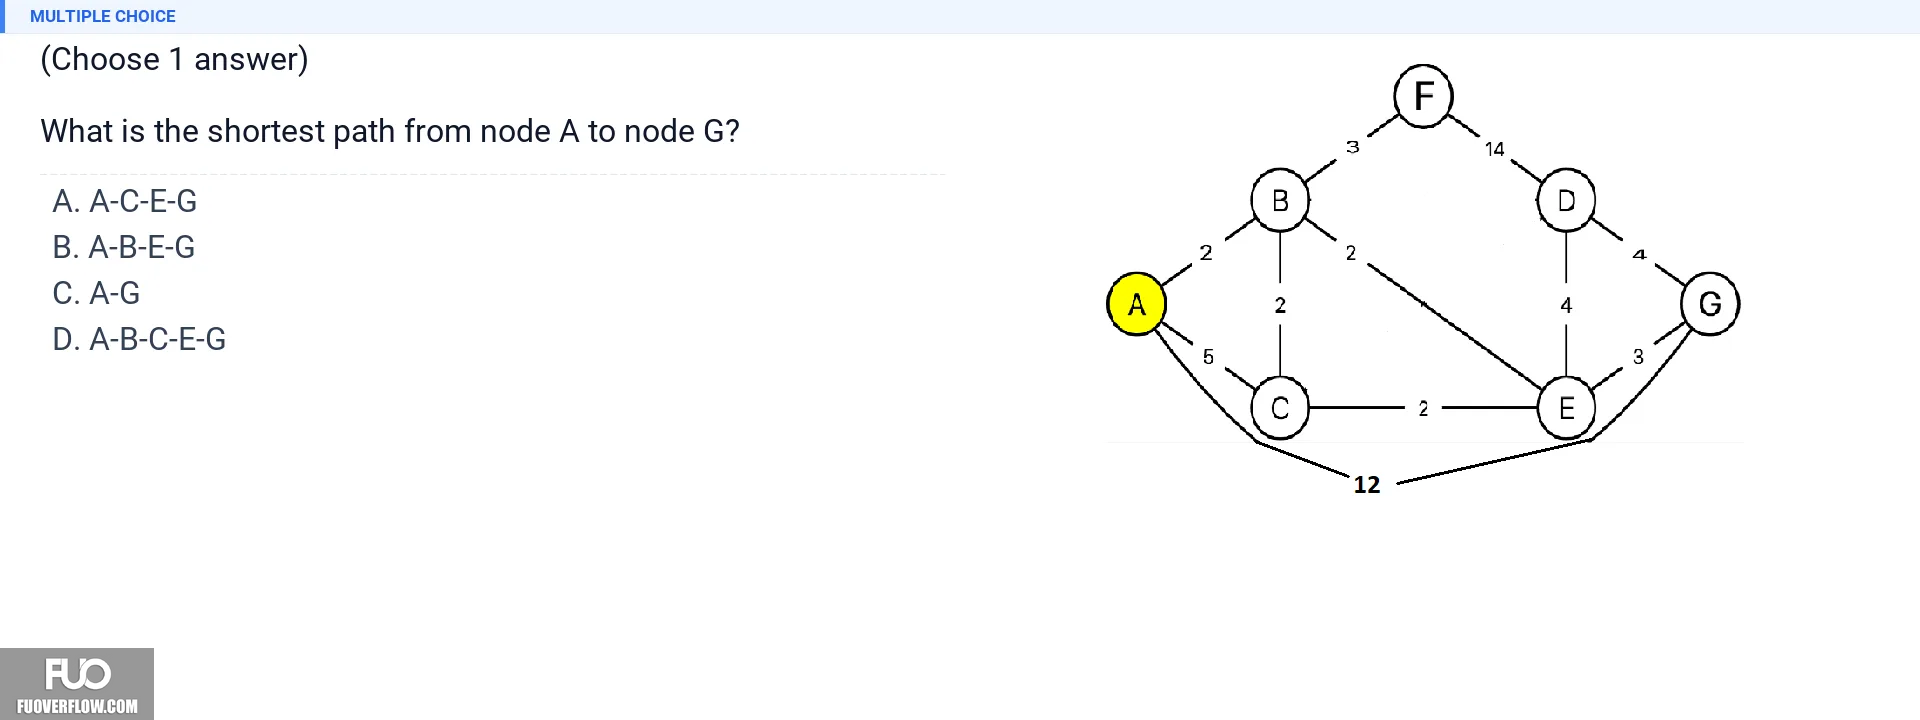 MULTIPLE CHOICE
(Choose 1 answer)
What is the shortest path from node A to node G?
A. A-C-E-G
B. A-B-E-G
C. A-G
D. A-B-C-E-G
F
3
14
B
D
2
2
4
A
2
4
G
5
3
C
2
E
12
FUO
FUOVERFLOW.COM